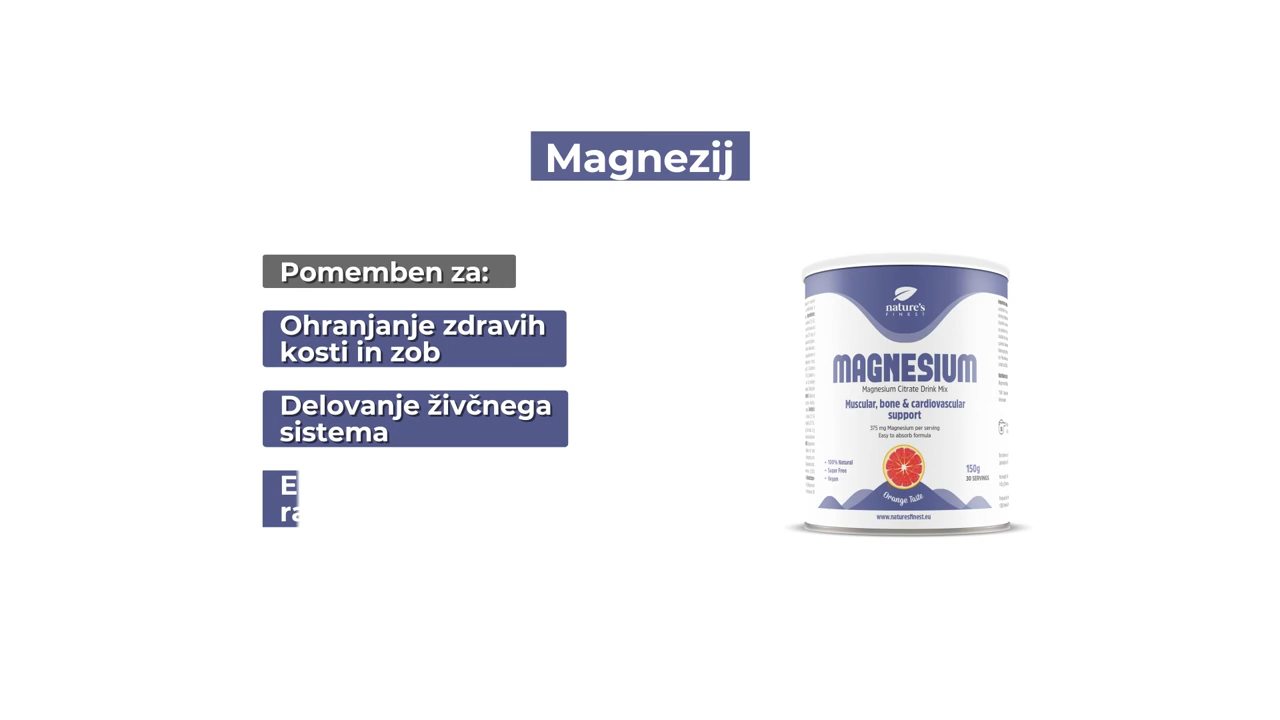 Magnezij
Pomemben za:
Ohranjanje zdravih
kosti in zob
Delovanje živčnega
sistema
nature's
FINEST
MAGNESIUM
Magnesium Citrate Drink Mix
Muscular, bone & cardiovascular
support
375 mg Magnesium per serving
Easy to absorb formula
100% Natural
Sugar Free
Vegan
150g
30 SERVINGS
Orange Taste
www.naturesfinest.eu